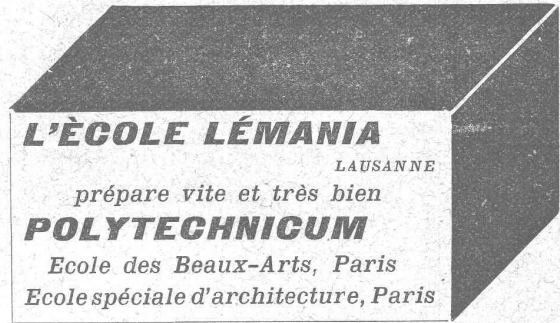 L'ÈCOLE LÉMANIA
LAUSANNE
prépare vite et très bien
POLYTECHNICUM
Ecole des Beaux-Arts, Paris
Ecole spéciale d'architecture, Paris